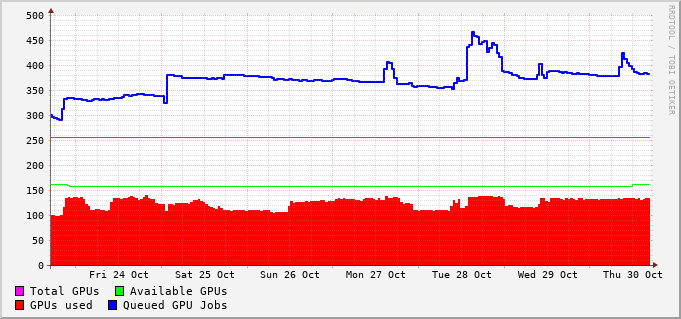 500
450
400
350
300
250
200
150
100
50
0
Fri 24 Oct Sat 25 Oct Sun 26 Oct Mon 27 Oct Tue 28 Oct Wed 29 Oct Thu 30 Oct
Total GPUs Available GPUs
GPUs used Queued GPU Jobs
RRDTOOL / TOBI OETIKER